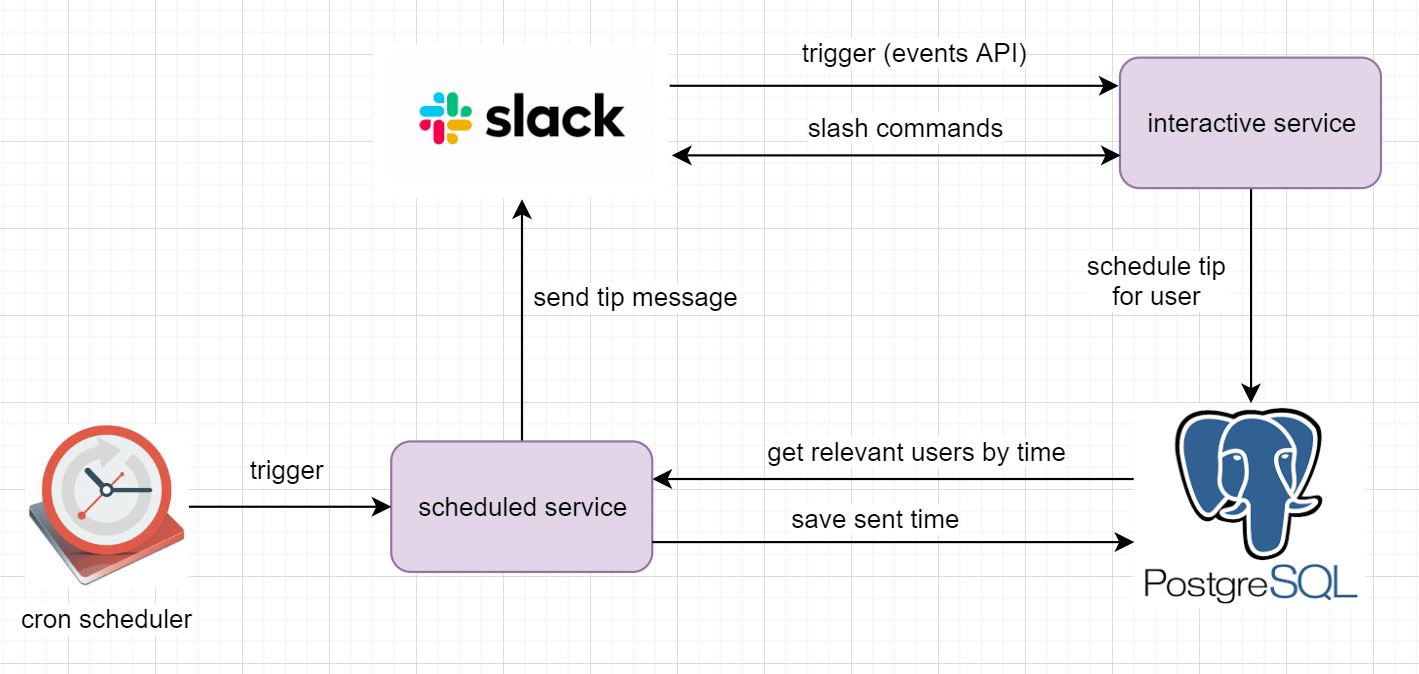 trigger (events API)
slack
slash commands
interactive service
schedule tip
for user
send tip message
get relevant users by time
trigger
scheduled service
save sent time
PostgreSQL
cron scheduler